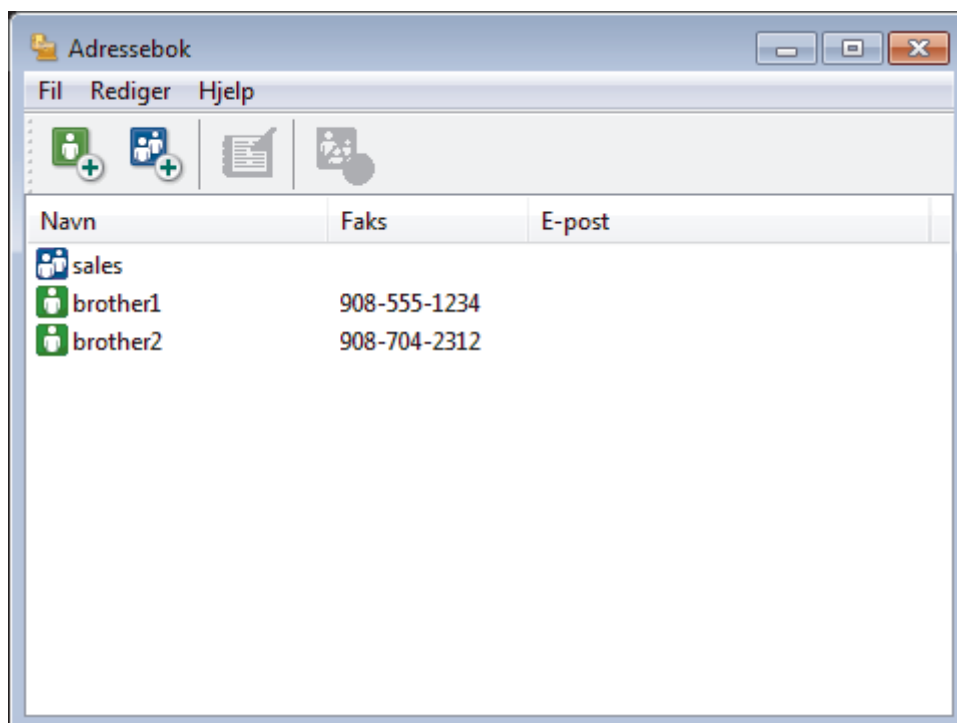 Adressebok
Fil Rediger Hjelp
Navn Faks E-post
sales
brother1 908-555-1234
brother2 908-704-2312